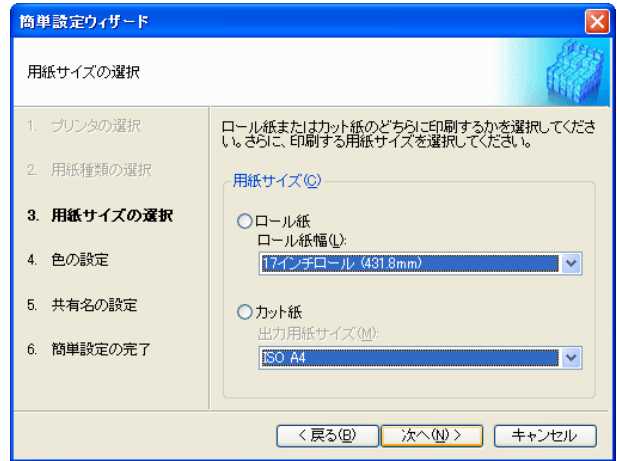 簡単設定ウィザード
用紙サイズの選択
1. プリンタの選択
2. 用紙種類の選択
3. 用紙サイズの選択
4. 色の設定
5. 共有名の設定
6. 簡単設定の完了
ロール紙またはカット紙のどちらに印刷するかを選択してくださ
い。さらに、印刷する用紙サイズを選択してください。
用紙サイズ(C)
ロール紙
ロール紙幅(L):
17インチロール (431.8mm)
カット紙
出力用紙サイズ(M):
ISO A4
< 戻る(B)
次へ(N) >
キャンセル